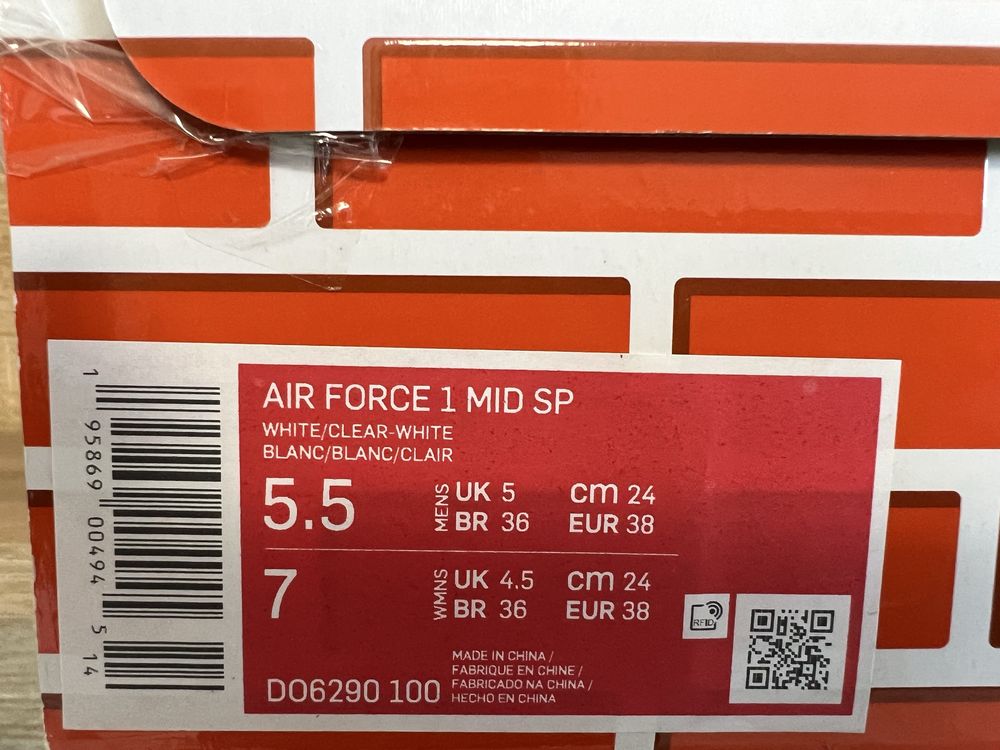 AIR FORCE 1 MID SP
WHITE/CLEAR-WHITE
BLANC/BLANC/CLAIR
5.5 MENS UK 5 cm 24
BR 36 EUR 38
7 WMNS UK 4.5 cm 24
BR 36 EUR 38
RFID
MADE IN CHINA /
FABRIQUE EN CHINE /
FABRICADO NA CHINA /
HECHO EN CHINA
DO6290 100
1 95869 00494 5 14